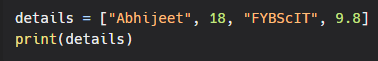 details = ["Abhijeet", 18, "FYBScIT", 9.8]
print(details)